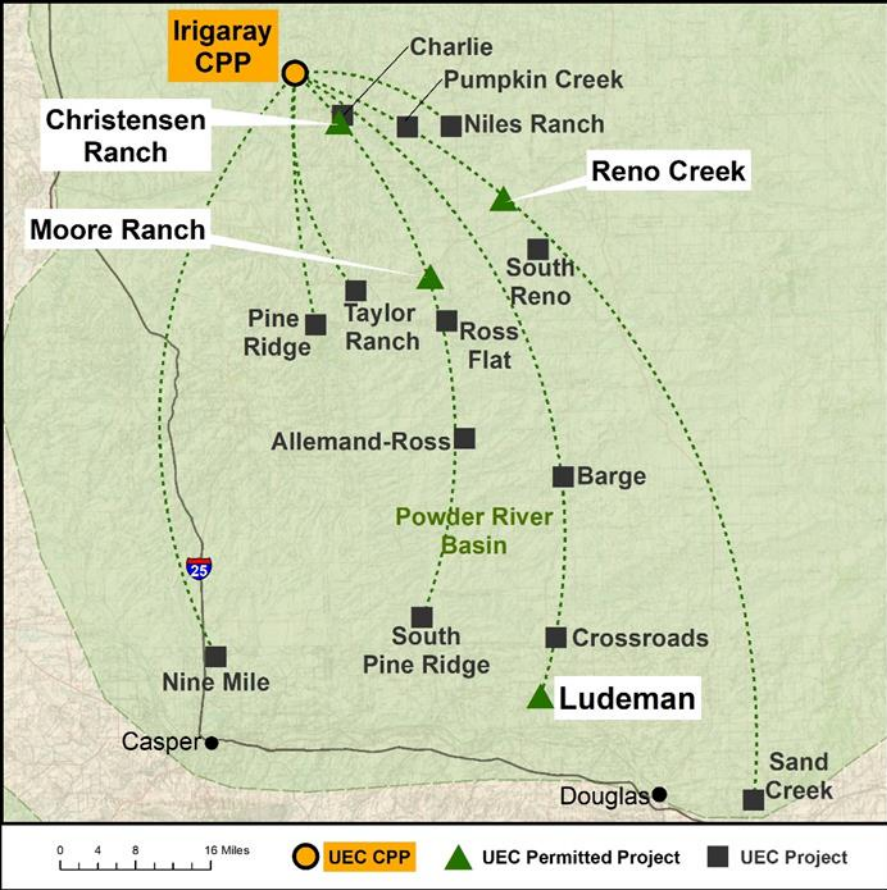 Irigaray
CPP
Charlie
Pumpkin Creek
Christensen
Ranch
Niles Ranch
Reno Creek
Moore Ranch
South
Reno
Pine
Ridge
Taylor
Ranch
Ross
Flat
Allemand-Ross
Barge
Powder River
Basin
25
South
Pine Ridge
Crossroads
Nine Mile
Ludeman
Casper
Sand
Creek
Douglas
0 4 8 16 Miles
UEC CPP
UEC Permitted Project
UEC Project